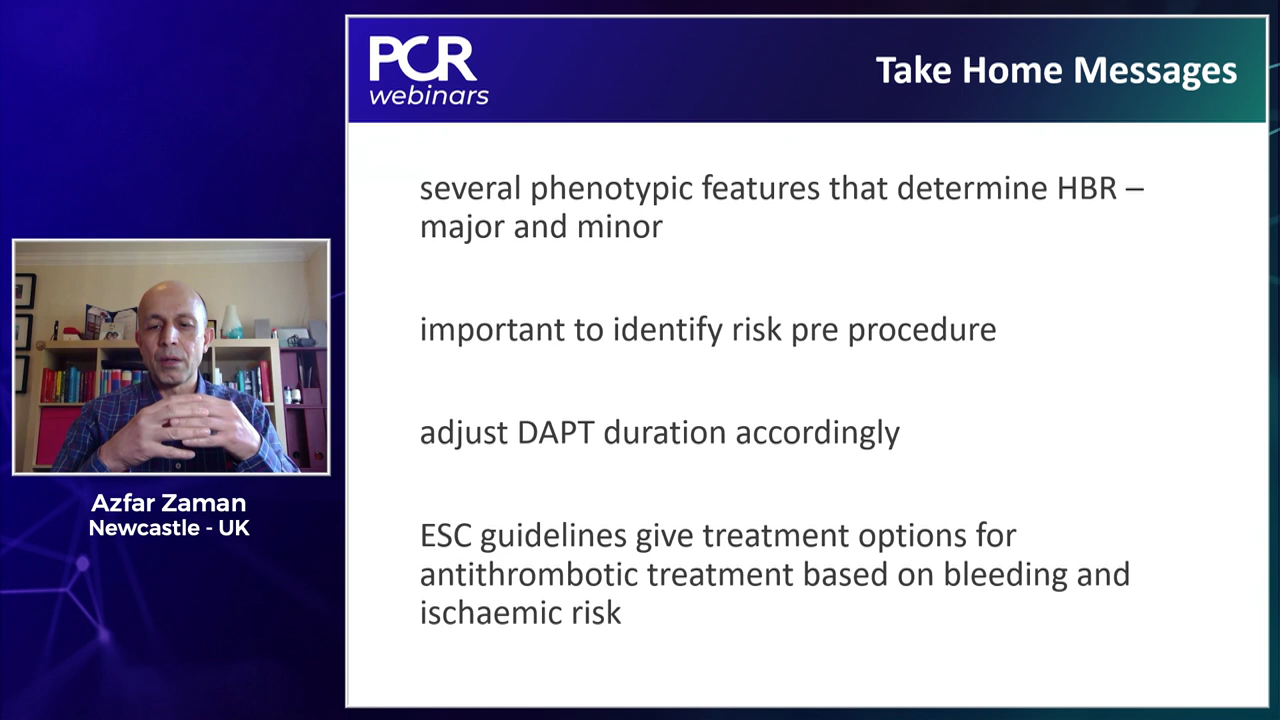 PCR
webinars
Take Home Messages
several phenotypic features that determine HBR –
major and minor
important to identify risk pre procedure
adjust DAPT duration accordingly
ESC guidelines give treatment options for
antithrombotic treatment based on bleeding and
ischaemic risk
Azfar Zaman
Newcastle - UK